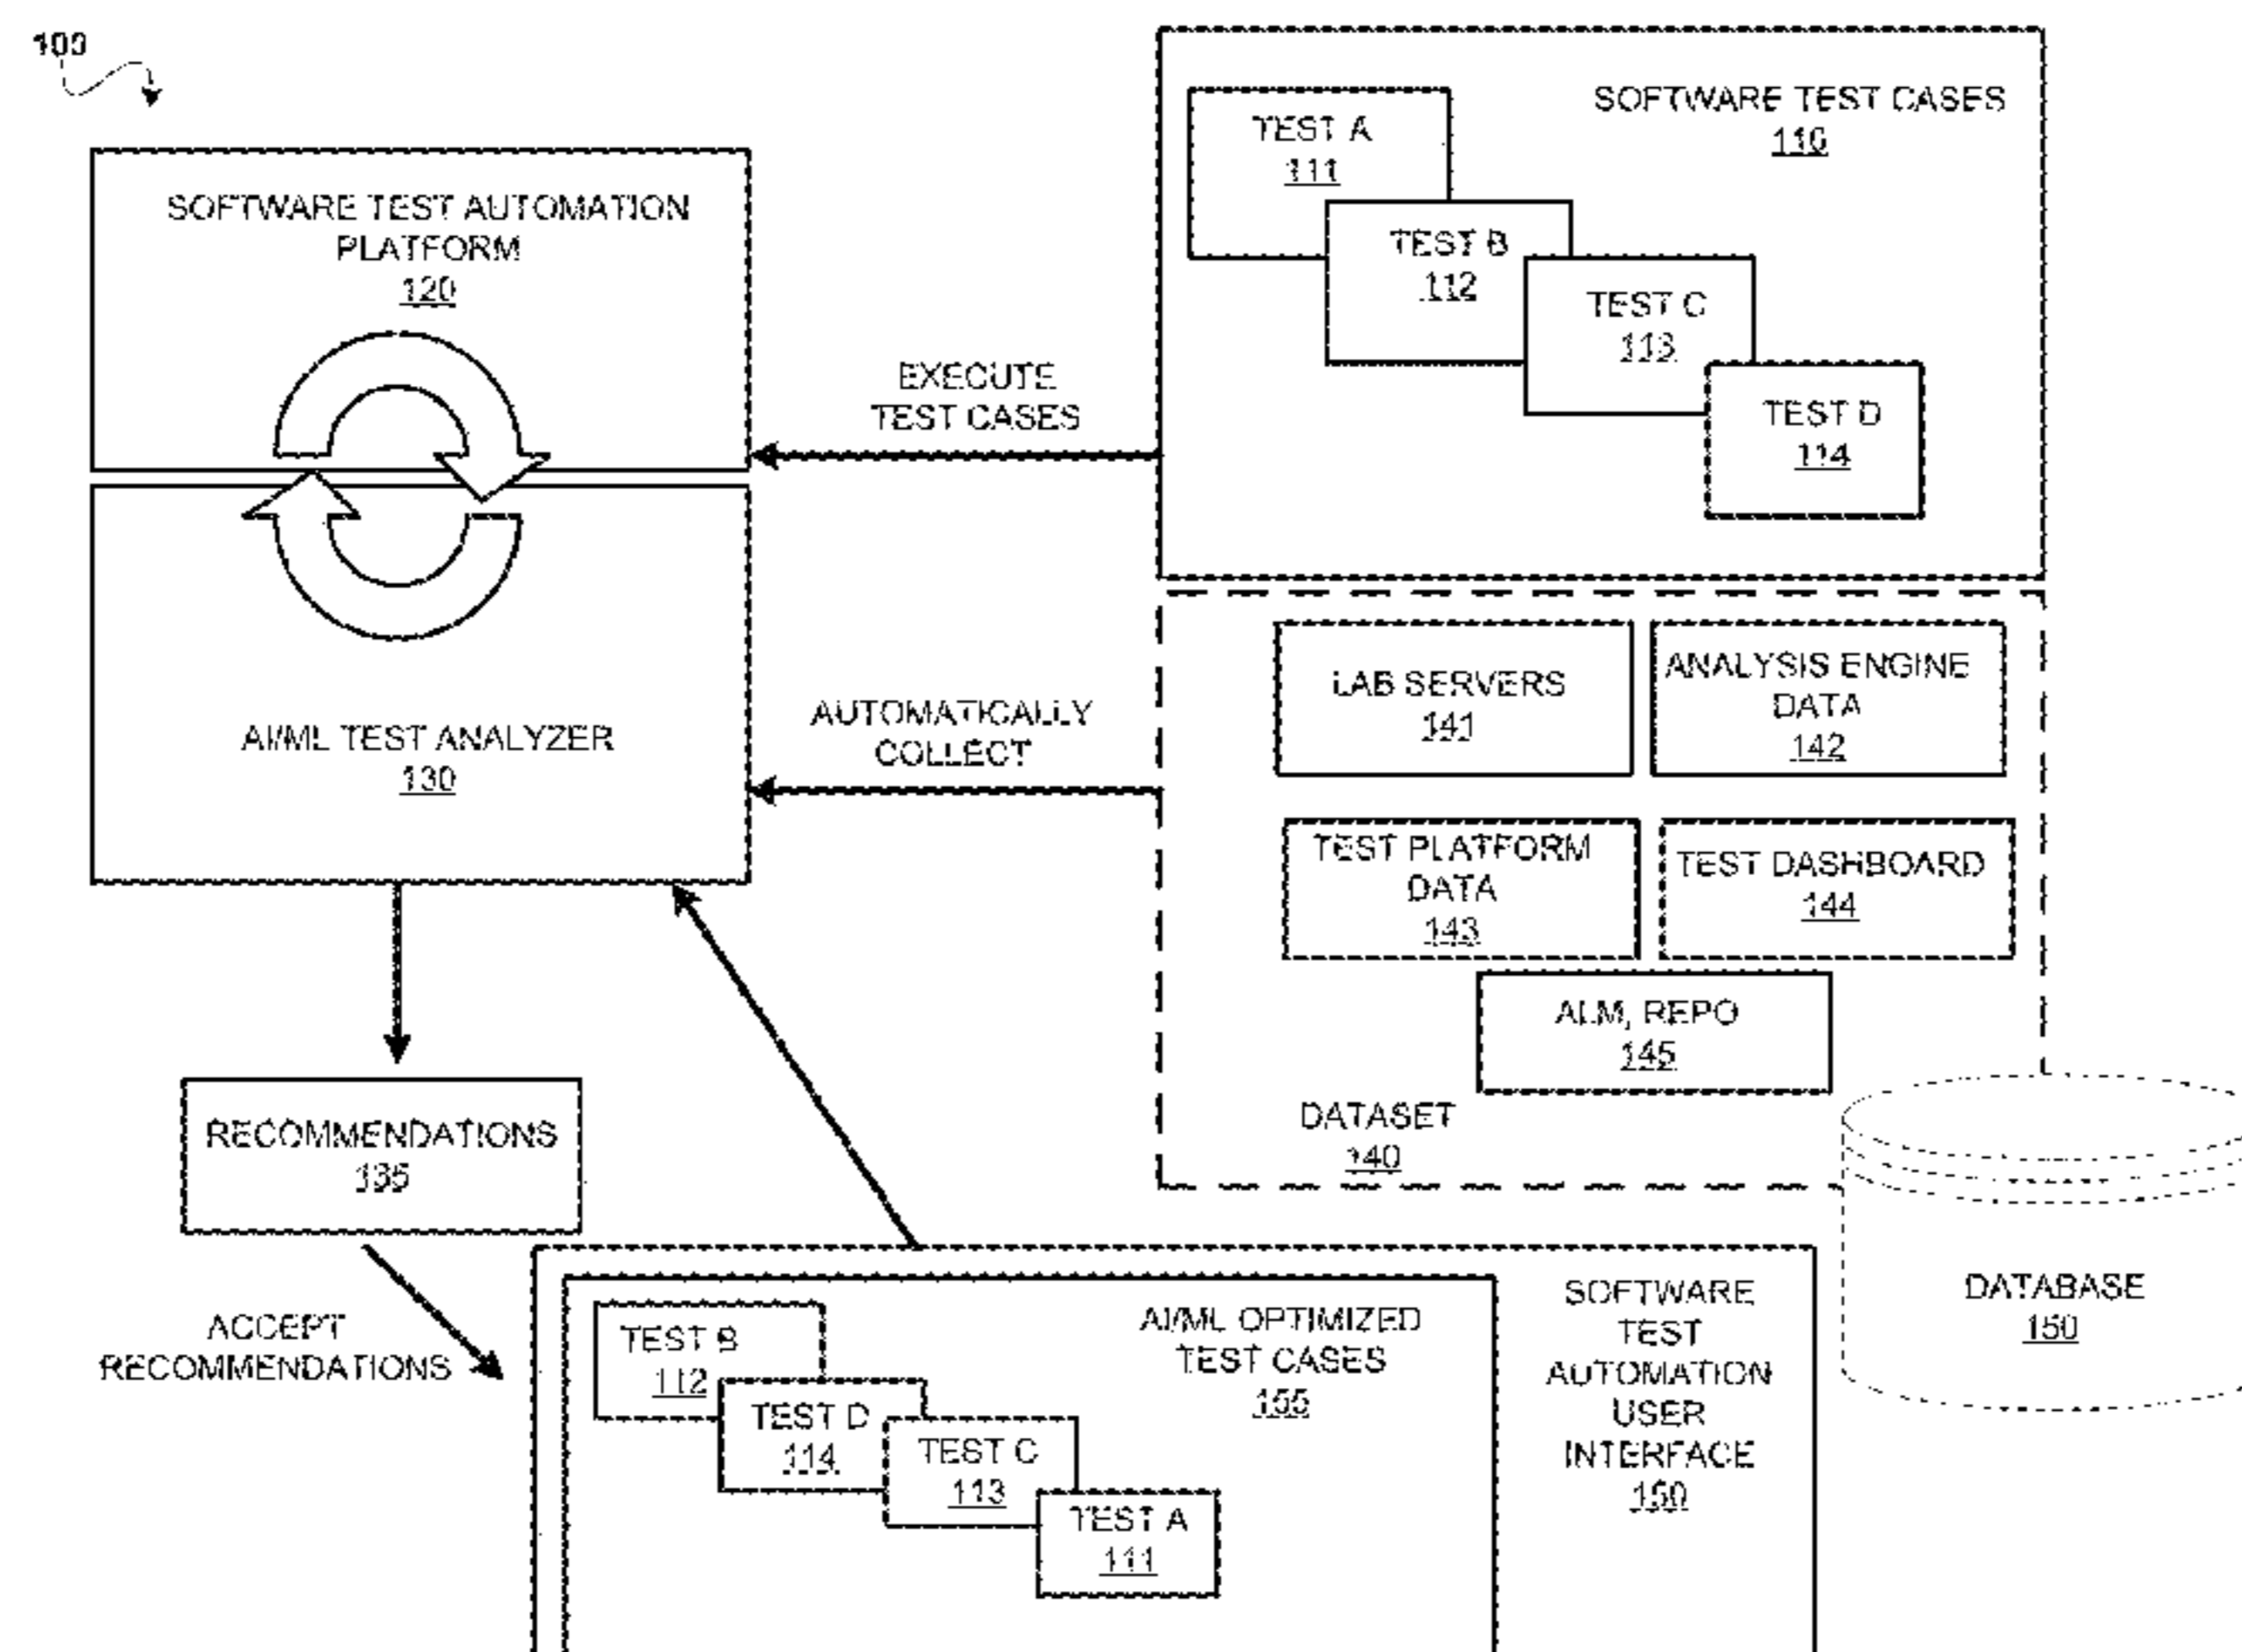 100
SOFTWARE TEST CASES
110
TEST A
111
TEST B
112
TEST C
113
TEST D
114
SOFTWARE TEST AUTOMATION
PLATFORM
120
EXECUTE
TEST CASES
AI/ML TEST ANALYZER
130
AUTOMATICALLY
COLLECT
LAB SERVERS
141
ANALYSIS ENGINE
DATA
142
TEST PLATFORM
DATA
143
TEST DASHBOARD
144
ALM, REPO
145
DATASET
140
RECOMMENDATIONS
135
ACCEPT
RECOMMENDATIONS
TEST B
112
TEST D
114
TEST C
113
TEST A
111
AI/ML OPTIMIZED
TEST CASES
155
SOFTWARE
TEST
AUTOMATION
USER
INTERFACE
DATABASE